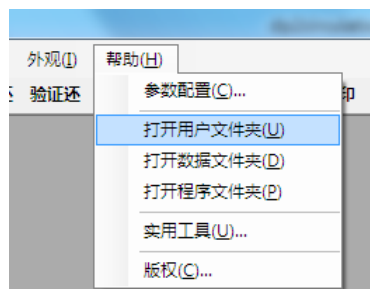 外观(I) 帮助(H)
验证还 参数配置(C)... 印
打开用户文件夹(U)
打开数据文件夹(D)
打开程序文件夹(P)
实用工具(U)...
版权(C)...